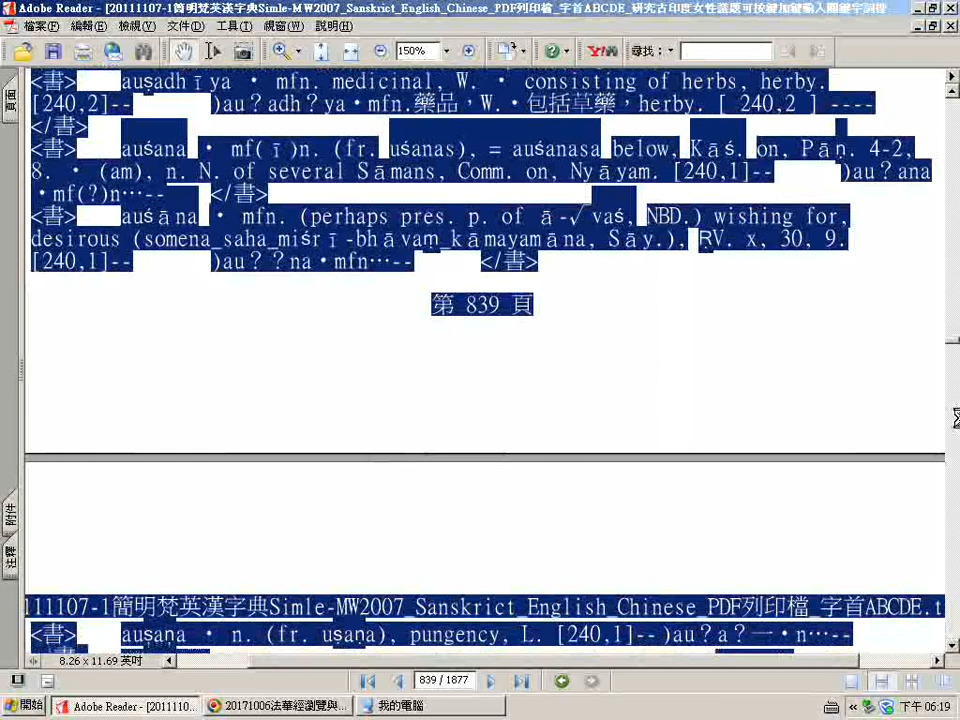 Adobe Reader - [20111107-1簡明梵英漢字典Simle-MW2007_Sanskrict_English_Chinese_PDF列印檔_字首ABCDE_研究古印度女性議題可按滑鼠鍵輸入關鍵字詞搜
檔案(F) 編輯(E) 檢視(V) 文件(D) 工具(T) 視窗(W) 說明(H)
150% Y! 尋找:
頁面
<書> auṣadhīya • mfn. medicinal, W. • consisting of herbs, herby.
[240,2]-- )au?adh?ya•mfn.藥品，W.•包括草藥，herby. [ 240,2 ] ----
</書>
<書> auśana • mf(ī)n. (fr. uśanas), = auśanasa below, Kāś. on, Pāṇ. 4-2,
8. • (am), n. N. of several Sāmans, Comm. on, Nyāyam. [240,1]-- )au?ana
•mf(?)n…-- </書>
<書> auśāna • mfn. (perhaps pres. p. of ā-√vaś, NBD.) wishing for,
desirous (somena_saha_miśrī-bhāvaṃ_kāmayamāna, Sāy.), ṚV. x, 30, 9.
[240,1]-- )au??na•mfn…-- </書>
第 839 頁
附件
注釋
111107-1簡明梵英漢字典Simle-MW2007_Sanskrict_English_Chinese_PDF列印檔_字首ABCDE.t
<書> auṣaṇa • n. (fr. uṣaṇa), pungency, L. [240,1]--)au?a?一•n…--
8.26 x 11.69 英吋
839 / 1877
開始 Adobe Reader - [2011110... 20171006法華經瀏覽與... 我的電腦 下午 06:19